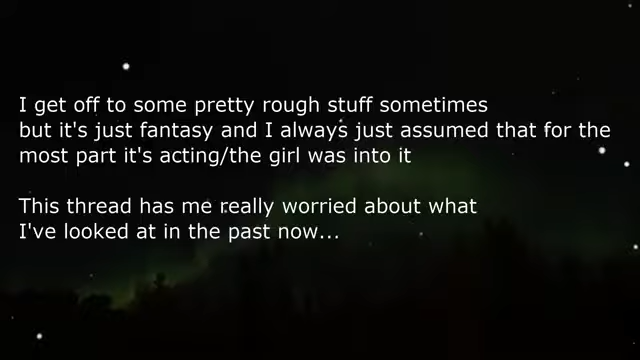 I get off to some pretty rough stuff sometimes
but it's just fantasy and I always just assumed that for the
most part it's acting/the girl was into it
This thread has me really worried about what
I've looked at in the past now...